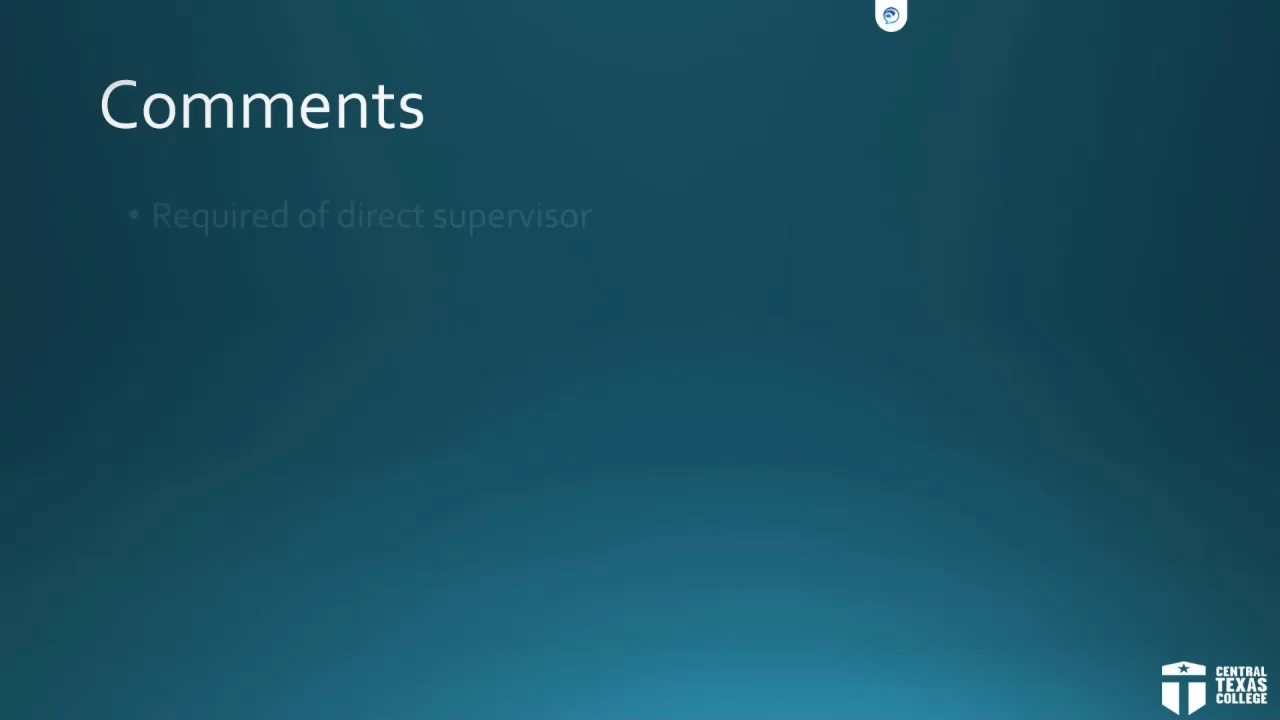 Comments
• Required of direct supervisor
CENTRAL
TEXAS
COLLEGE